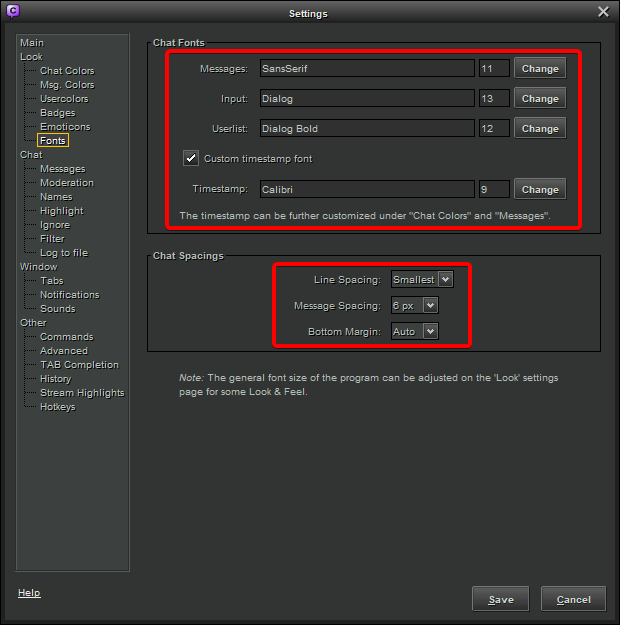 Settings
Main
Look
Chat Colors
Msg. Colors
Usercolors
Badges
Emoticons
Fonts
Chat
Messages
Moderation
Names
Highlight
Ignore
Filter
Log to file
Window
Tabs
Notifications
Sounds
Other
Commands
Advanced
TAB Completion
History
Stream Highlights
Hotkeys
Chat Fonts
Messages: SansSerif 11 Change
Input: Dialog 13 Change
Userlist: Dialog Bold 12 Change
Custom timestamp font
Timestamp: Calibri 9 Change
The timestamp can be further customized under "Chat Colors" and "Messages".
Chat Spacings
Line Spacing: Smallest
Message Spacing: 6 px
Bottom Margin: Auto
Note: The general font size of the program can be adjusted on the 'Look' settings
page for some Look & Feel.
Help
Save Cancel